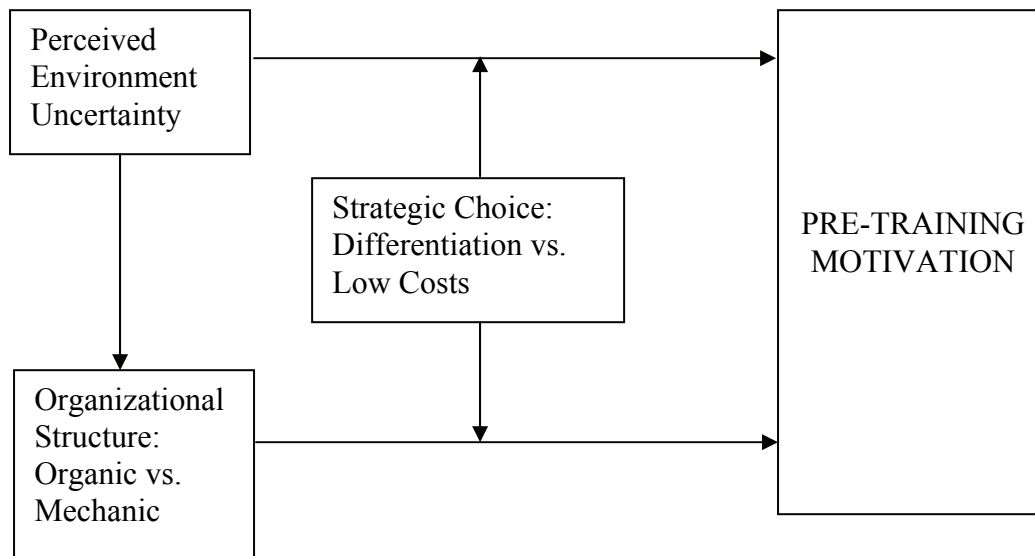 Perceived
Environment
Uncertainty
Strategic Choice:
Differentiation vs.
Low Costs
PRE-TRAINING
MOTIVATION
Organizational
Structure:
Organic vs.
Mechanic